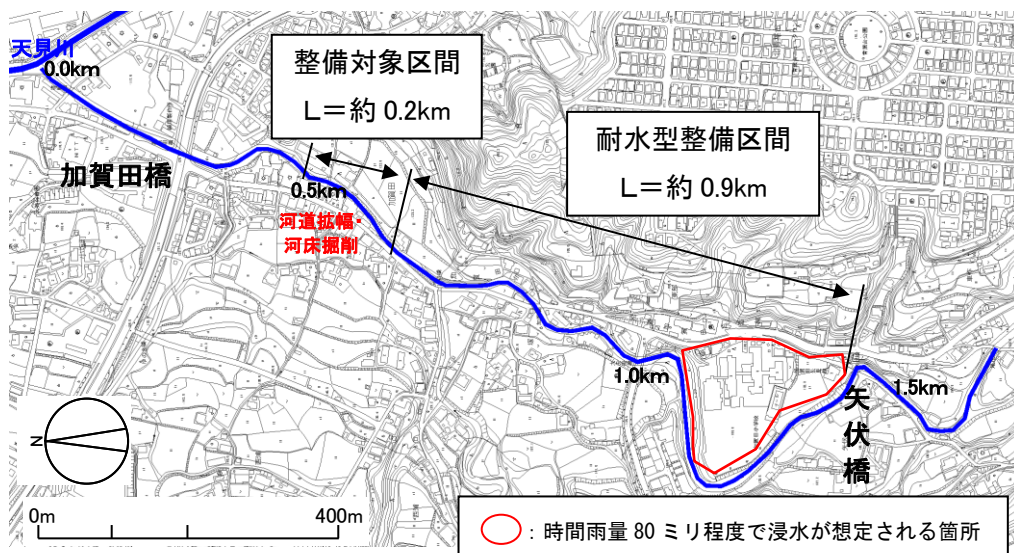 天見川
0.0km
整備対象区間
L＝約 0.2km
耐水型整備区間
L＝約 0.9km
加賀田橋
0.5km
河道拡幅・
河床掘削
1.0km
1.5km
矢伏橋
N
0m
400m
：時間雨量 80 ミリ程度で浸水が想定される箇所